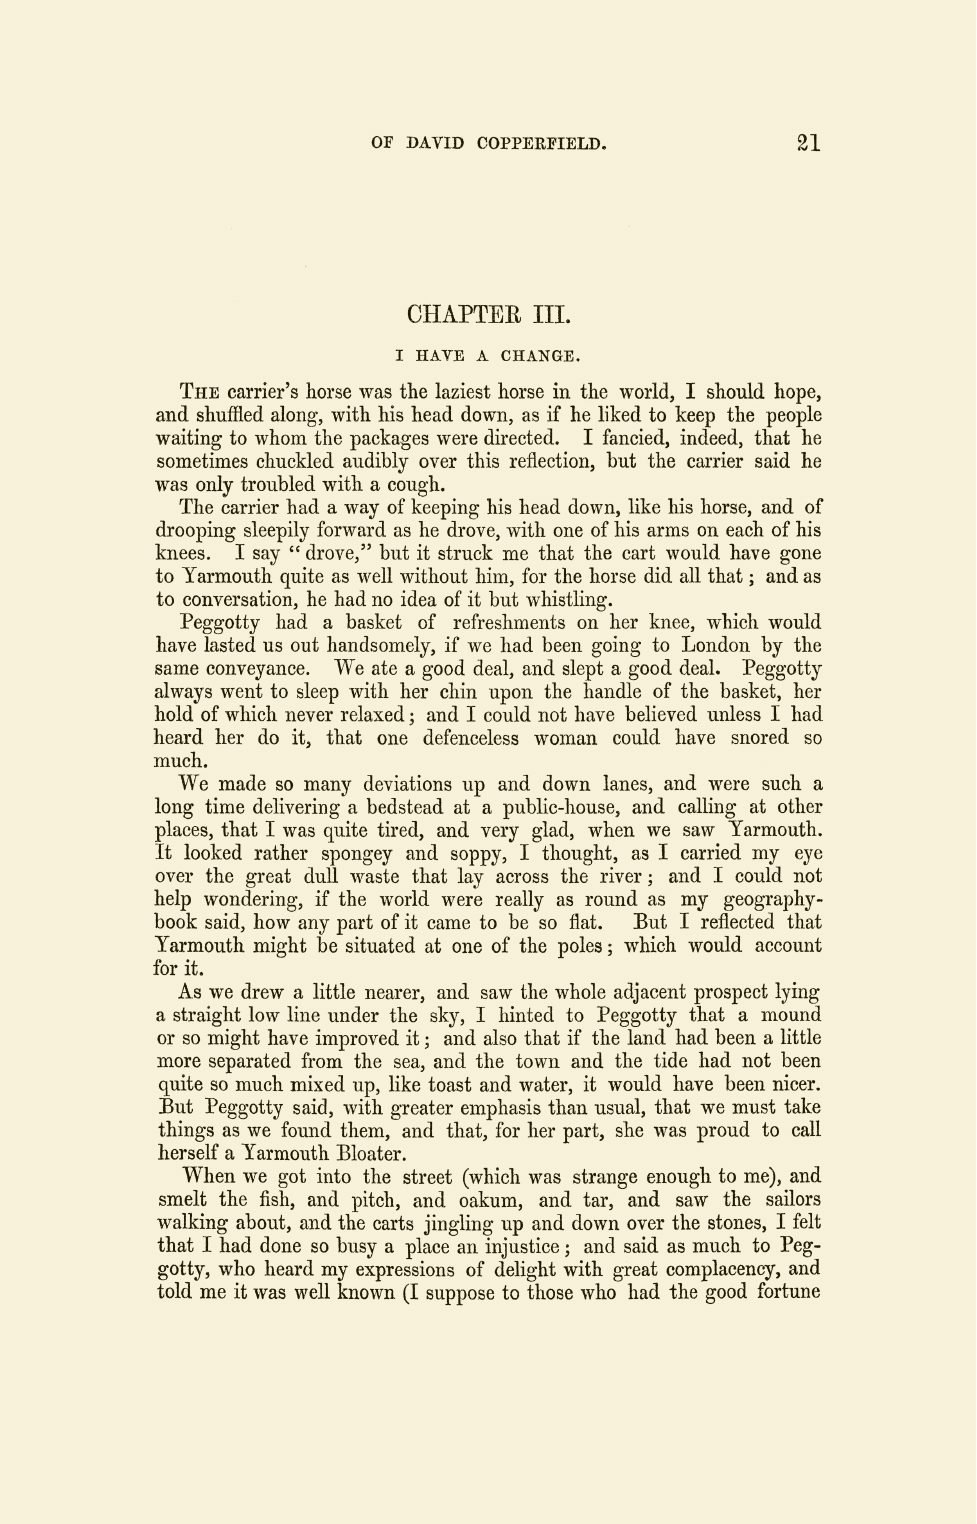 OF DAVID COPPERFIELD. 21
CHAPTER III.
I HAVE A CHANGE.
THE carrier's horse was the laziest horse in the world, I should hope,
and shuffled along, with his head down, as if he liked to keep the people
waiting to whom the packages were directed. I fancied, indeed, that he
sometimes chuckled audibly over this reflection, but the carrier said he
was only troubled with a cough.
The carrier had a way of keeping his head down, like his horse, and of
drooping sleepily forward as he drove, with one of his arms on each of his
knees. I say “ drove,” but it struck me that the cart would have gone
to Yarmouth quite as well without him, for the horse did all that ; and as
to conversation, he had no idea of it but whistling.
Peggotty had a basket of refreshments on her knee, which would
have lasted us out handsomely, if we had been going to London by the
same conveyance. We ate a good deal, and slept a good deal. Peggotty
always went to sleep with her chin upon the handle of the basket, her
hold of which never relaxed ; and I could not have believed unless I had
heard her do it, that one defenceless woman could have snored so
much.
We made so many deviations up and down lanes, and were such a
long time delivering a bedstead at a public-house, and calling at other
places, that I was quite tired, and very glad, when we saw Yarmouth.
It looked rather spongey and soppy, I thought, as I carried my eye
over the great dull waste that lay across the river ; and I could not
help wondering, if the world were really as round as my geography-
book said, how any part of it came to be so flat. But I reflected that
Yarmouth might be situated at one of the poles ; which would account
for it.
As we drew a little nearer, and saw the whole adjacent prospect lying
a straight low line under the sky, I hinted to Peggotty that a mound
or so might have improved it ; and also that if the land had been a little
more separated from the sea, and the town and the tide had not been
quite so much mixed up, like toast and water, it would have been nicer.
But Peggotty said, with greater emphasis than usual, that we must take
things as we found them, and that, for her part, she was proud to call
herself a Yarmouth Bloater.
When we got into the street (which was strange enough to me), and
smelt the fish, and pitch, and oakum, and tar, and saw the sailors
walking about, and the carts jingling up and down over the stones, I felt
that I had done so busy a place an injustice ; and said as much to Peg-
gotty, who heard my expressions of delight with great complacency, and
told me it was well known (I suppose to those who had the good fortune